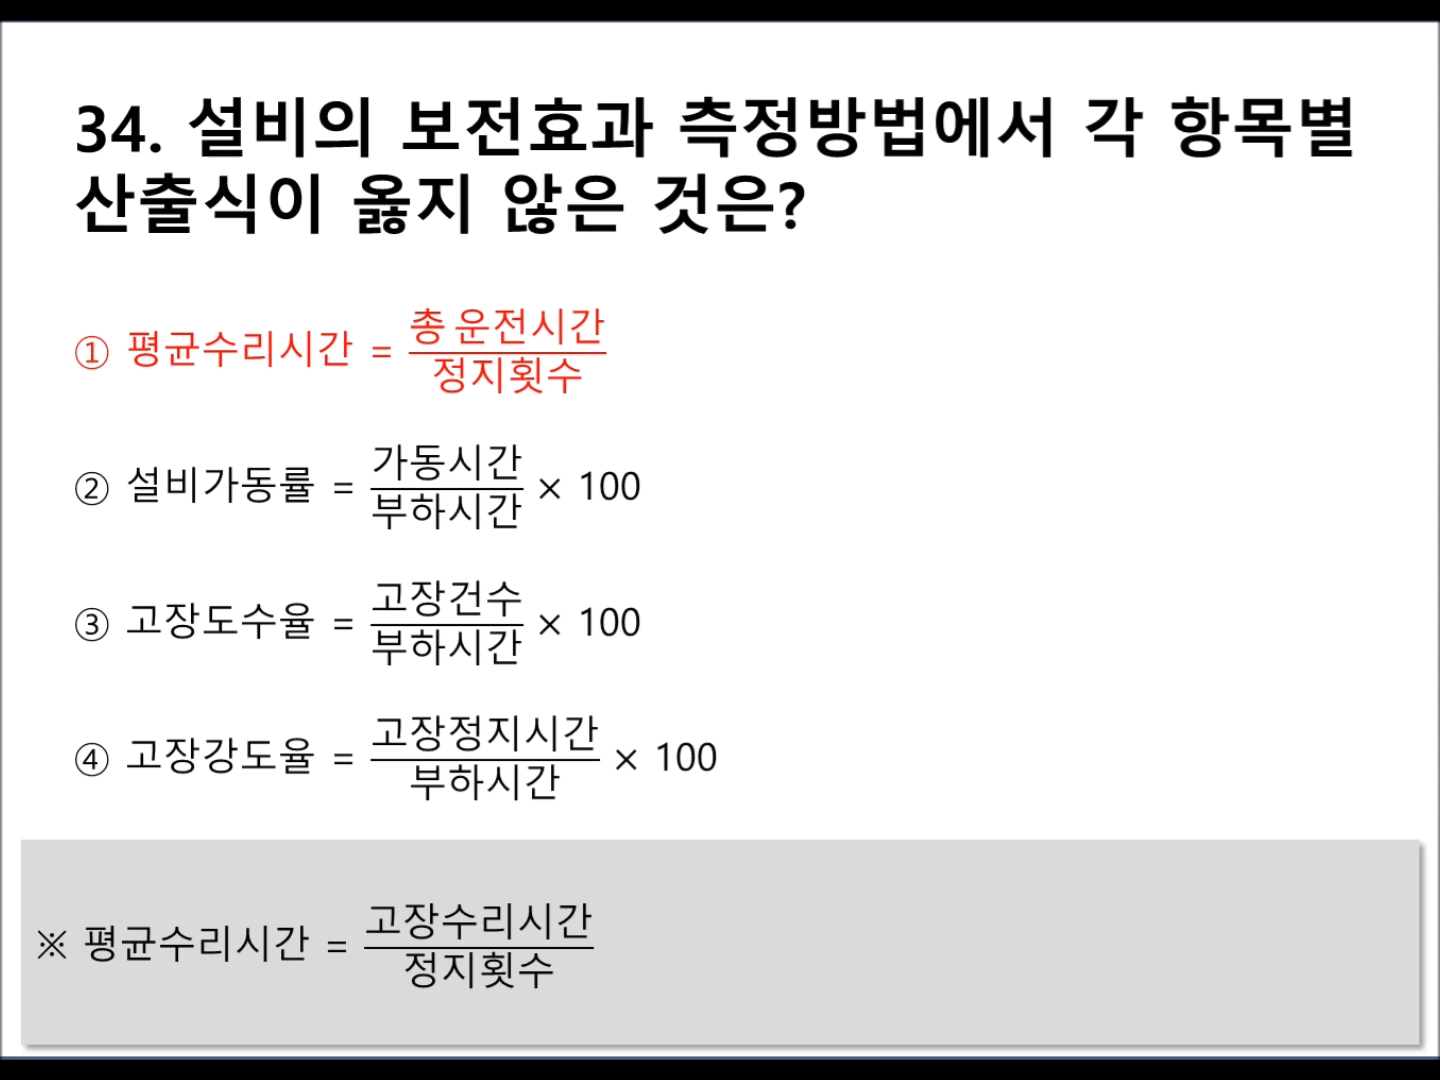 34. 설비의 보전효과 측정방법에서 각 항목별
산출식이 옳지 않은 것은?
① 평균수리시간 = 총 운전시간 / 정지횟수
② 설비가동률 = 가동시간 / 부하시간 × 100
③ 고장도수율 = 고장건수 / 부하시간 × 100
④ 고장강도율 = 고장정지시간 / 부하시간 × 100
※ 평균수리시간 = 고장수리시간 / 정지횟수